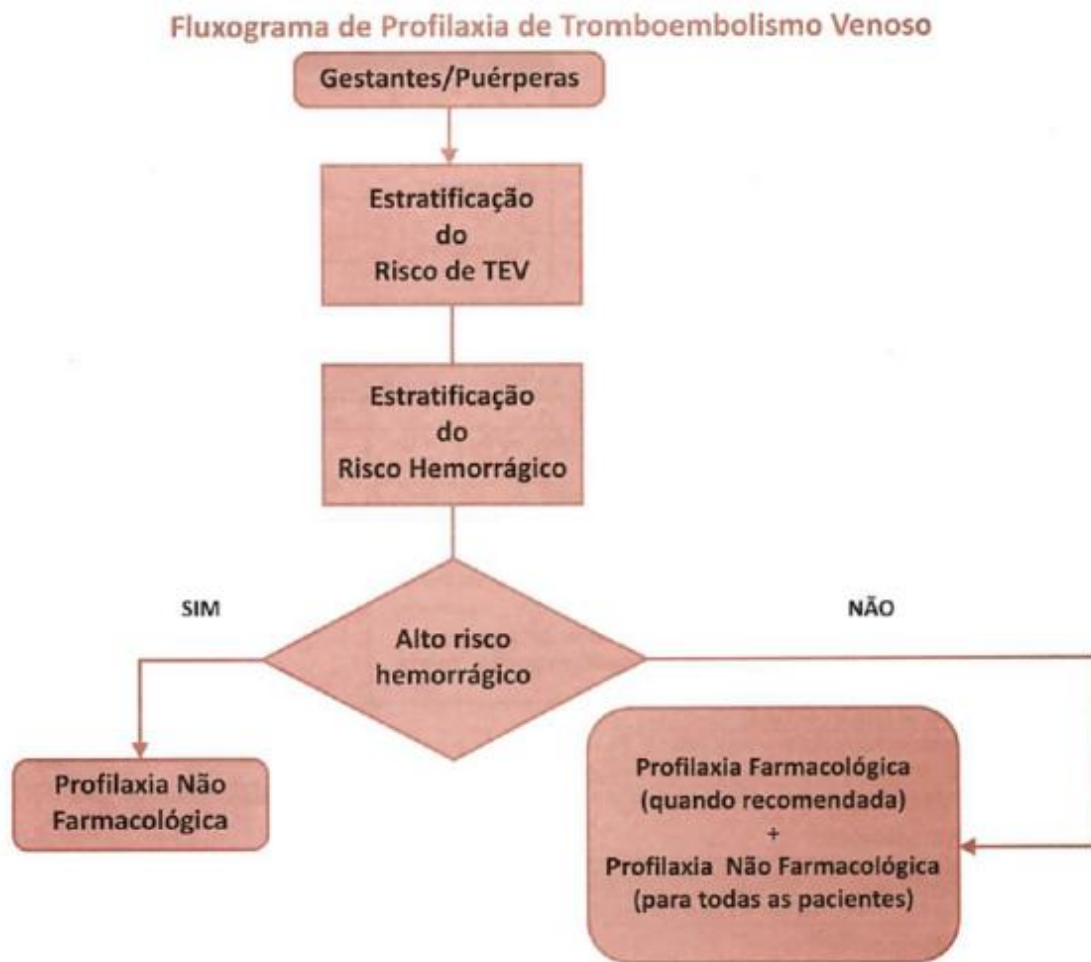 Fluxograma de Profilaxia de Tromboembolismo Venoso
Gestantes/Puérperas
Estratificação
do
Risco de TEV
Estratificação
do
Risco Hemorrágico
SIM
NÃO
Alto risco
hemorrágico
Profilaxia Não
Farmacológica
Profilaxia Farmacológica
(quando recomendada)
+
Profilaxia Não Farmacológica
(para todas as pacientes)